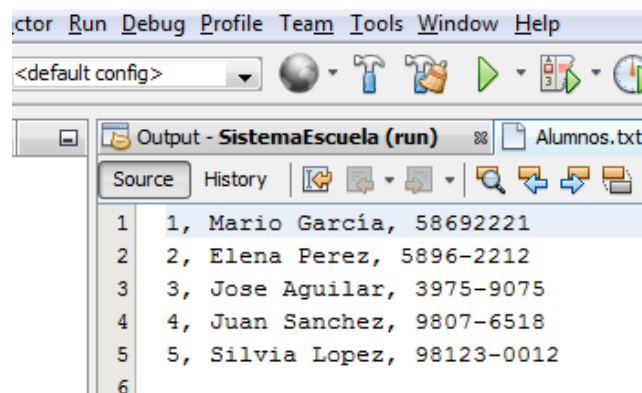 ctor Run Debug Profile Team Tools Window Help
<default config>
Output - SistemaEscuela (run) Alumnos.txt
Source History
1 1, Mario García, 58692221
2 2, Elena Perez, 5896-2212
3 3, Jose Aguilar, 3975-9075
4 4, Juan Sanchez, 9807-6518
5 5, Silvia Lopez, 98123-0012
6